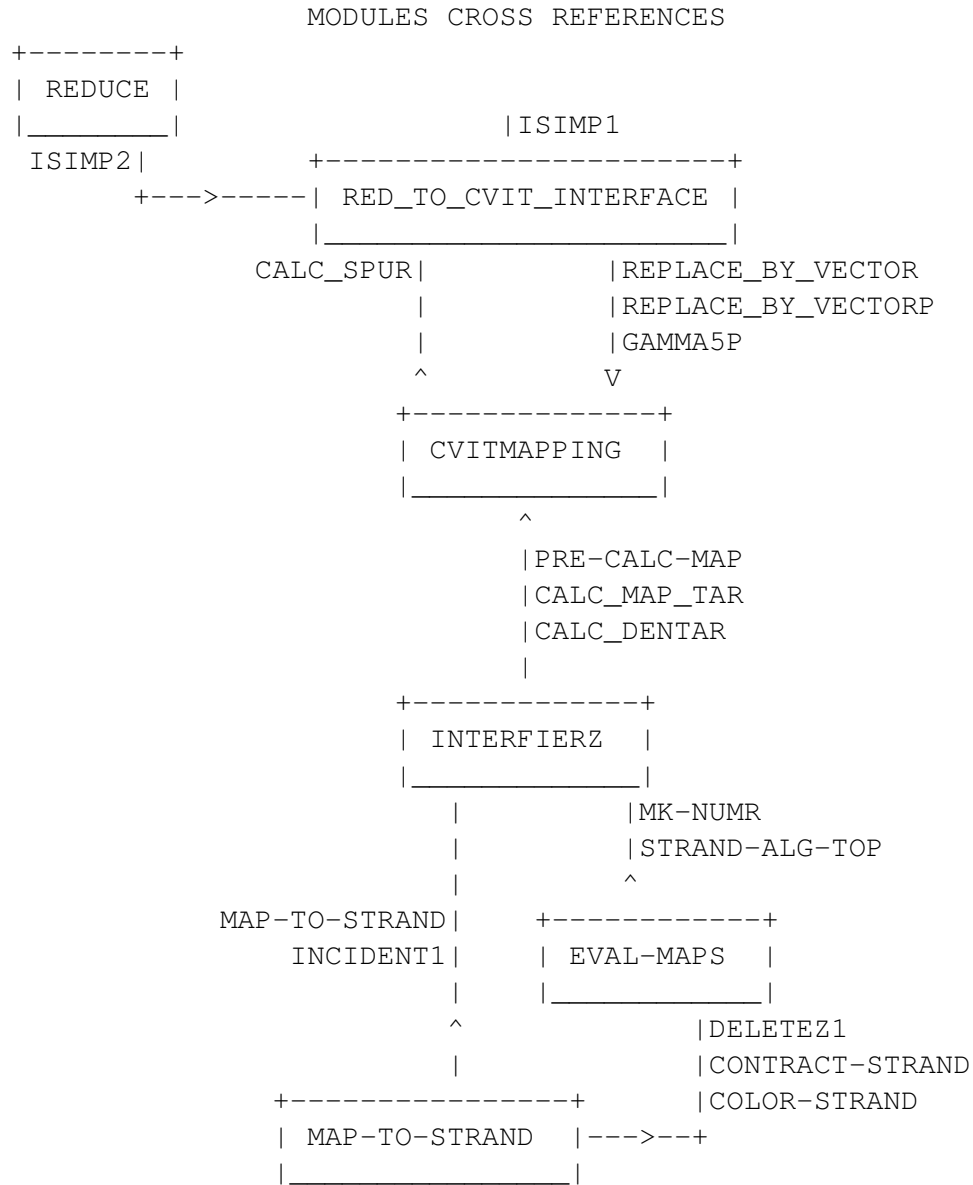 MODULES CROSS REFERENCES
REDUCE
|ISIMP1
ISIMP2|
RED_TO_CVIT_INTERFACE
CALC_SPUR| |REPLACE_BY_VECTOR
|REPLACE_BY_VECTORP
|GAMMA5P
^ V
CVITMAPPING
^
|PRE-CALC-MAP
|CALC_MAP_TAR
|CALC_DENTAR
INTERFIERZ
|MK-NUMR
|STRAND-ALG-TOP
^
MAP-TO-STRAND|
INCIDENT1| | EVAL-MAPS |
^ |DELETEZ1
|CONTRACT-STRAND
|COLOR-STRAND
| MAP-TO-STRAND |--->--+